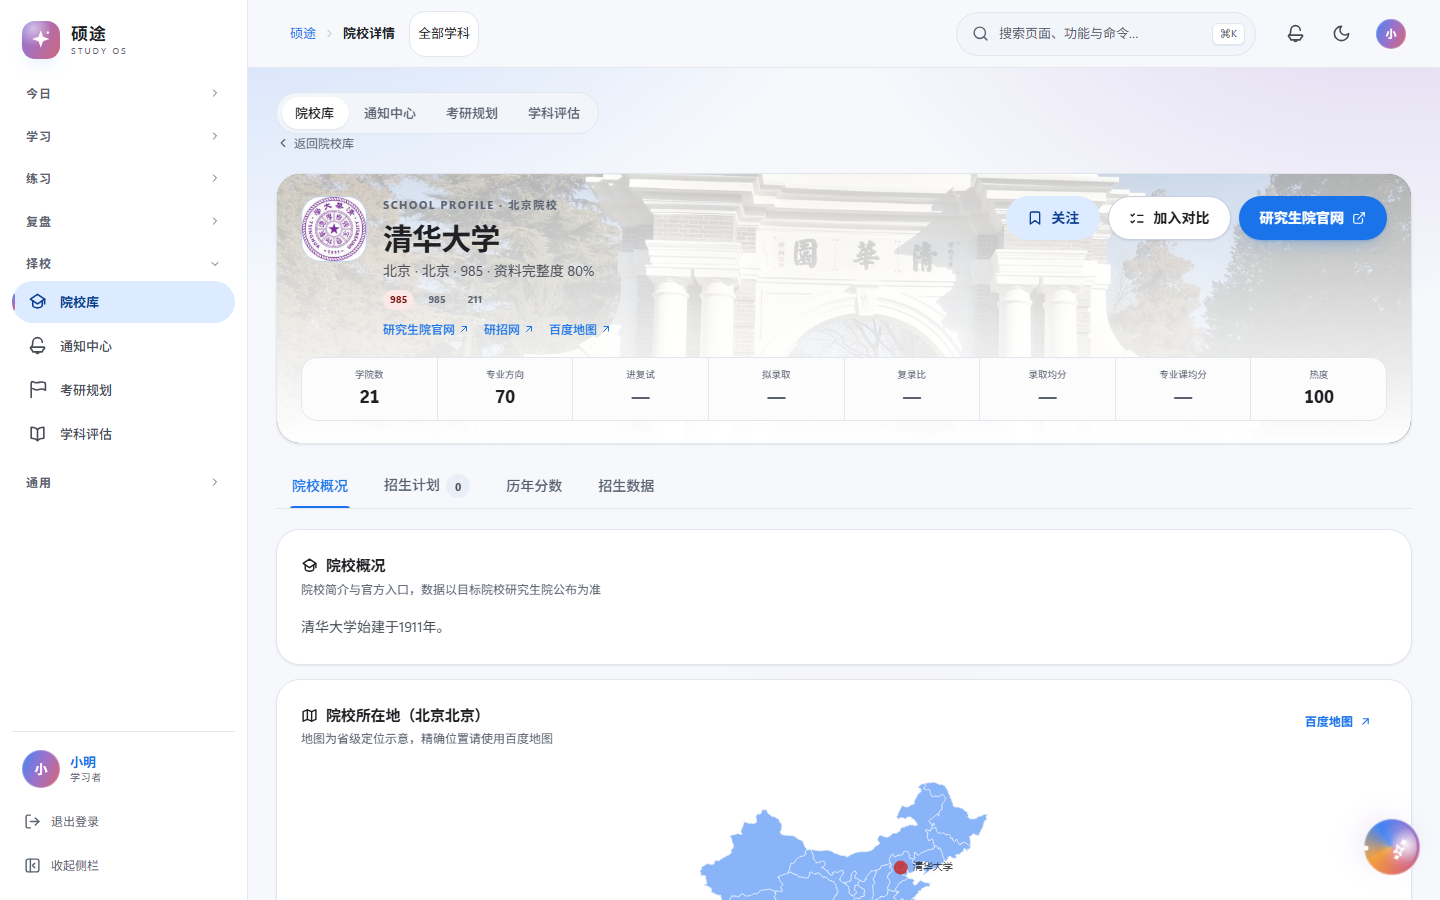 硕途
STUDY OS
今日
学习
练习
复盘
择校
院校库
通知中心
考研规划
学科评估
通用
小
小明
学习者
退出登录
收起侧栏
硕途 > 院校详情
全部学科
搜索页面、功能与命令...
⌘K
小
院校库 通知中心 考研规划 学科评估
返回院校库
SCHOOL PROFILE · 北京院校
清华大学
北京 · 北京 · 985 · 资料完整度 80%
985 985 211
研究生院官网 研招网 百度地图
关注 加入对比 研究生院官网
園 華 清
学院数 专业方向 进复试 拟录取 复录比 录取均分 专业课均分 热度
21 70 — — — — — 100
院校概况 招生计划 0 历年分数 招生数据
院校概况
院校简介与官方入口，数据以目标院校研究生院公布为准
清华大学始建于1911年。
院校所在地（北京北京）
百度地图
地图为省级定位示意，精确位置请使用百度地图
清华大学